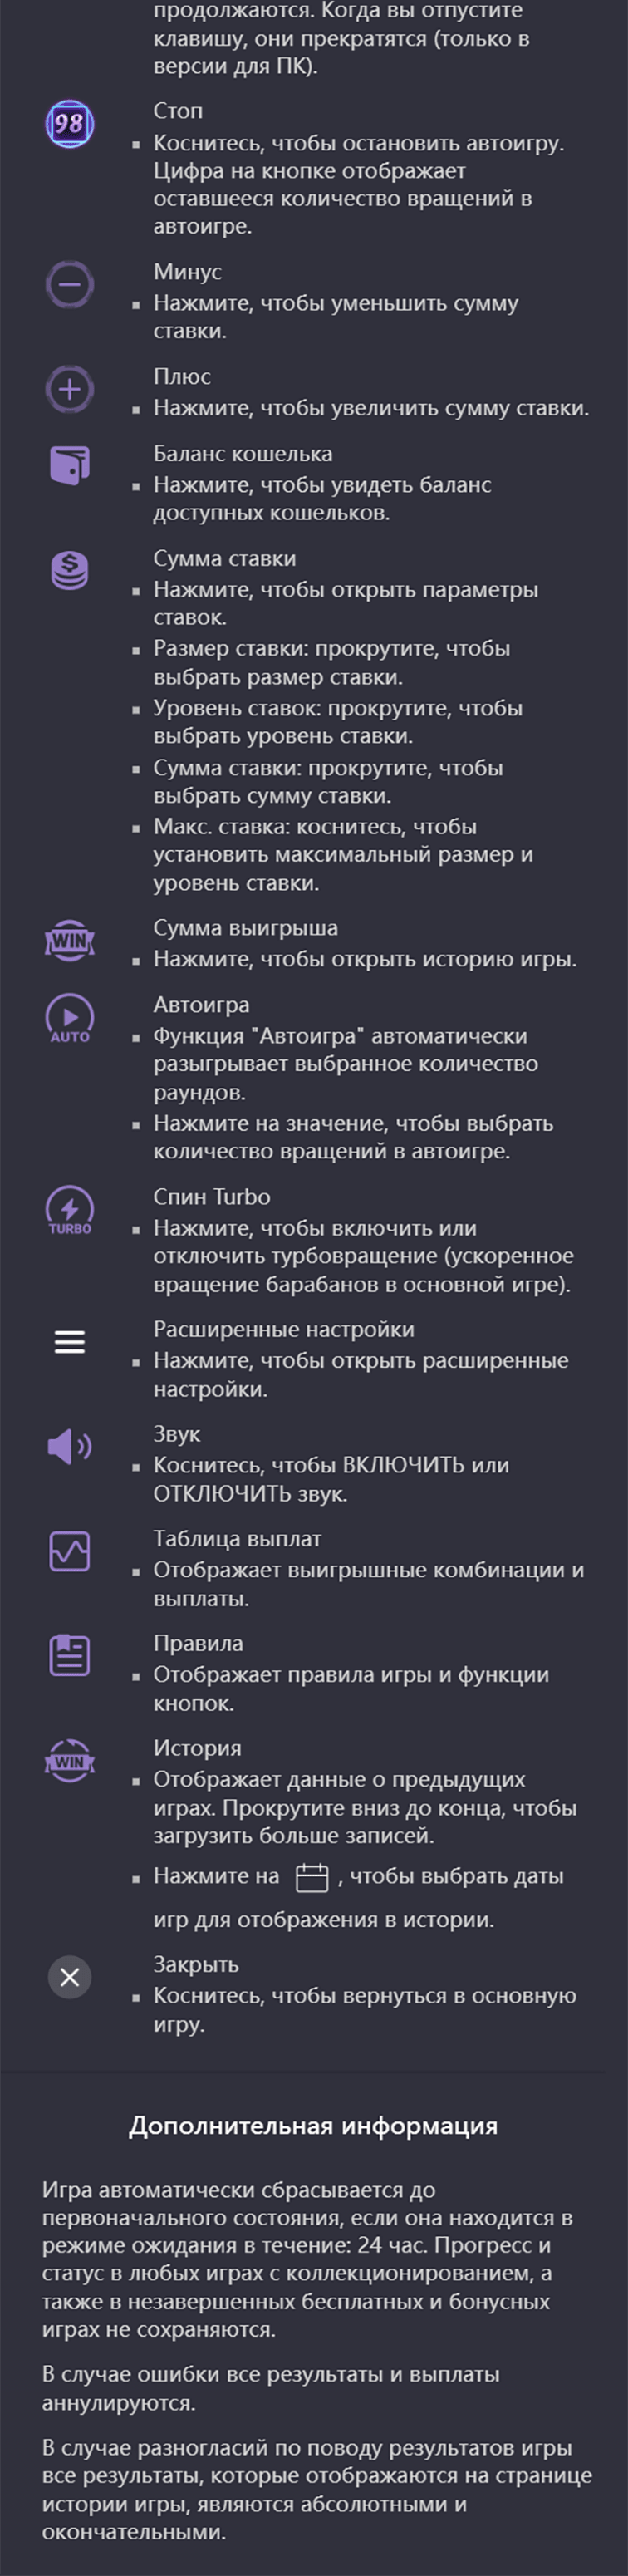 продолжаются. Когда вы отпустите
клавишу, они прекратятся (только в
версии для ПК).
98
Стоп
▪ Коснитесь, чтобы остановить автоигру.
Цифра на кнопке отображает
оставшееся количество вращений в
автоигре.
Минус
▪ Нажмите, чтобы уменьшить сумму
ставки.
Плюс
▪ Нажмите, чтобы увеличить сумму ставки.
Баланс кошелька
▪ Нажмите, чтобы увидеть баланс
доступных кошельков.
Сумма ставки
▪ Нажмите, чтобы открыть параметры
ставок.
▪ Размер ставки: прокрутите, чтобы
выбрать размер ставки.
▪ Уровень ставок: прокрутите, чтобы
выбрать уровень ставки.
▪ Сумма ставки: прокрутите, чтобы
выбрать сумму ставки.
▪ Макс. ставка: коснитесь, чтобы
установить максимальный размер и
уровень ставки.
WIN
Сумма выигрыша
▪ Нажмите, чтобы открыть историю игры.
AUTO
Автоигра
▪ Функция "Автоигра" автоматически
разыгрывает выбранное количество
раундов.
▪ Нажмите на значение, чтобы выбрать
количество вращений в автоигре.
TURBO
Спин Turbo
▪ Нажмите, чтобы включить или
отключить турбовращение (ускоренное
вращение барабанов в основной игре).
Расширенные настройки
▪ Нажмите, чтобы открыть расширенные
настройки.
Звук
▪ Коснитесь, чтобы ВКЛЮЧИТЬ или
ОТКЛЮЧИТЬ звук.
Таблица выплат
▪ Отображает выигрышные комбинации и
выплаты.
Правила
▪ Отображает правила игры и функции
кнопок.
WIN
История
▪ Отображает данные о предыдущих
играх. Прокрутите вниз до конца, чтобы
загрузить больше записей.
▪ Нажмите на , чтобы выбрать даты
игр для отображения в истории.
Закрыть
▪ Коснитесь, чтобы вернуться в основную
игру.
Дополнительная информация
Игра автоматически сбрасывается до
первоначального состояния, если она находится в
режиме ожидания в течение: 24 час. Прогресс и
статус в любых играх с коллекционированием, а
также в незавершенных бесплатных и бонусных
играх не сохраняются.
В случае ошибки все результаты и выплаты
аннулируются.
В случае разногласий по поводу результатов игры
все результаты, которые отображаются на странице
истории игры, являются абсолютными и
окончательными.